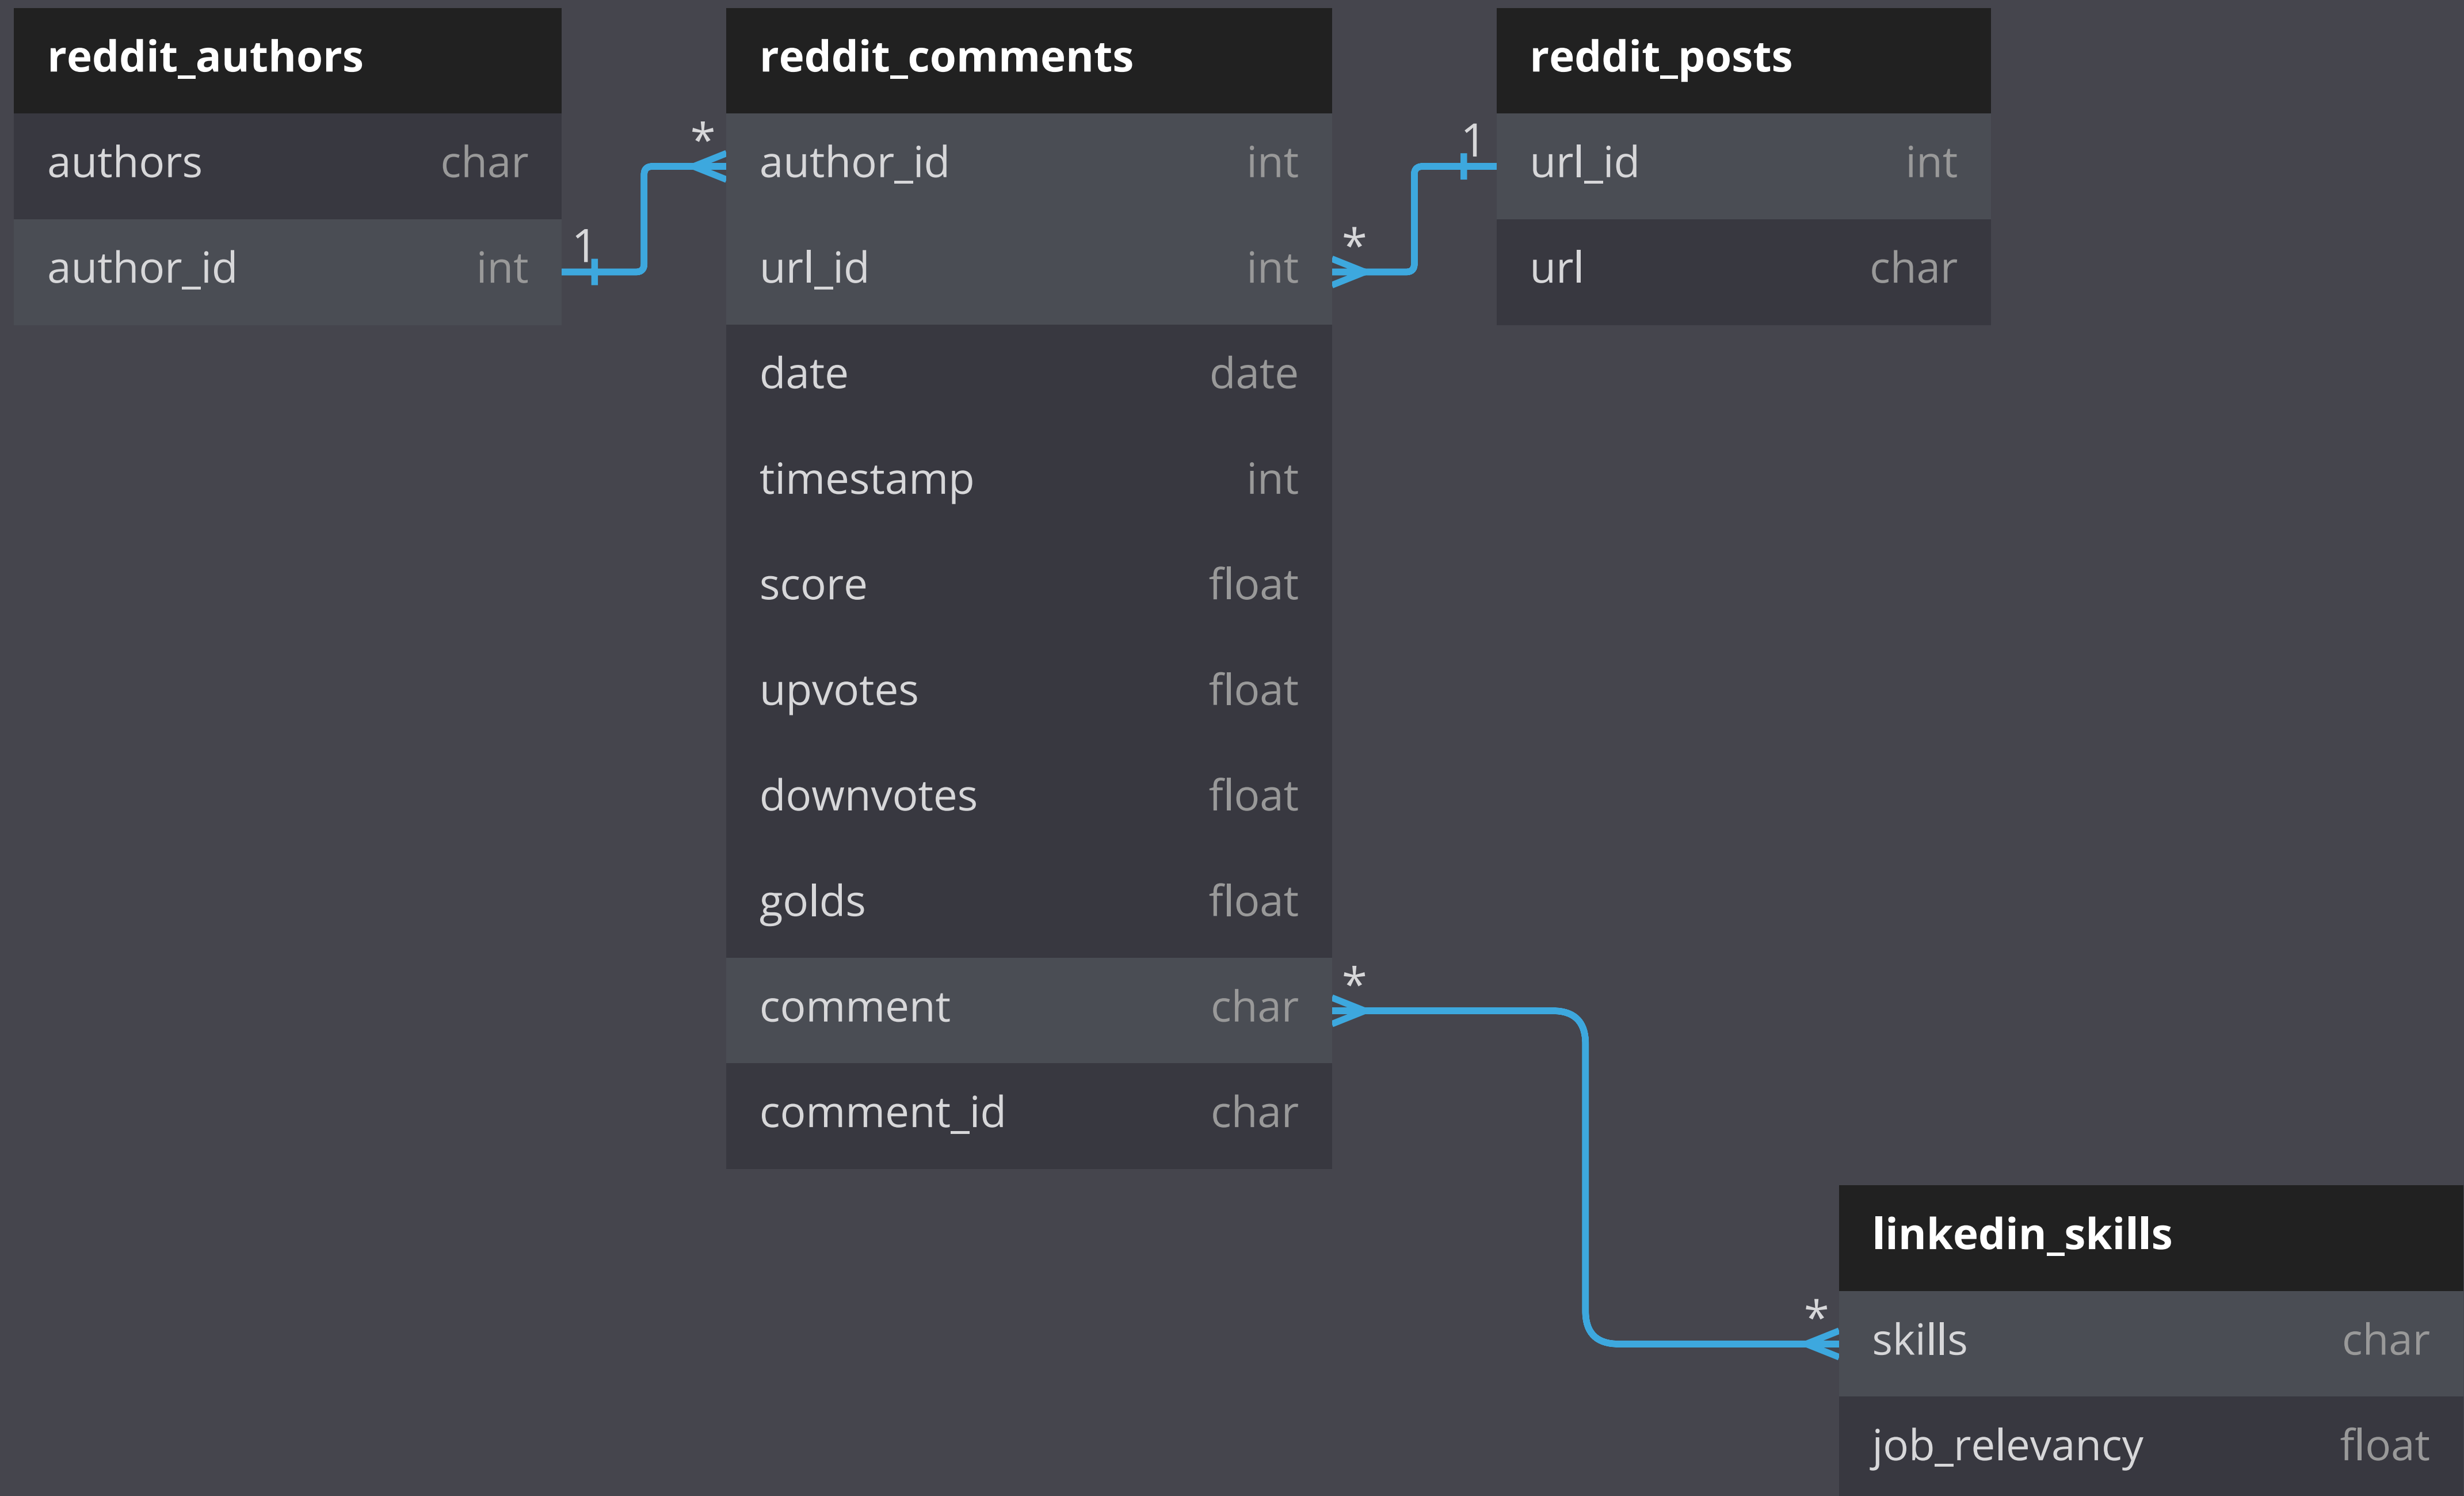 reddit_authors
authors char
author_id int
1
*
reddit_comments
author_id int
url_id int
date date
timestamp int
score float
upvotes float
downvotes float
golds float
comment char
comment_id char
*
1
reddit_posts
url_id int
url char
*
*
linkedin_skills
skills char
job_relevancy float